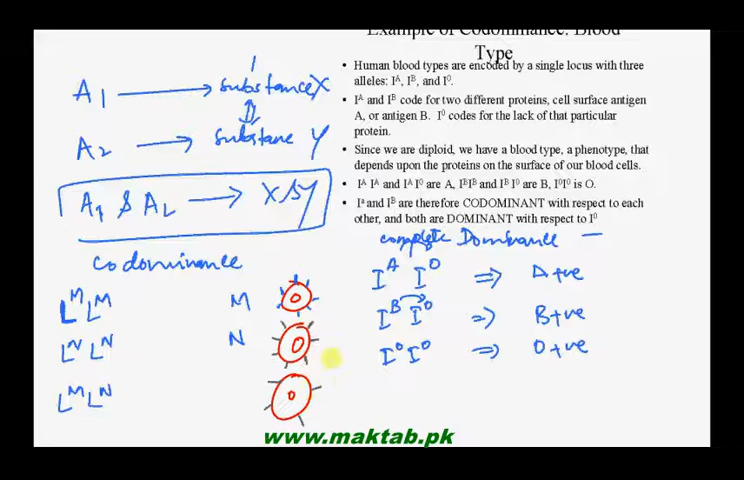 Example of Codominance: Blood
Type
• Human blood types are encoded by a single locus with three
alleles: Iᴬ, Iᴮ, and I⁰.
• Iᴬ and Iᴮ code for two different proteins, cell surface antigen
A, or antigen B. I⁰ codes for the lack of that particular
protein.
• Since we are diploid, we have a blood type, a phenotype, that
depends upon the proteins on the surface of our blood cells.
• Iᴬ Iᴬ and Iᴬ I⁰ are A, IᴮIᴮ and Iᴮ I⁰ are B, I⁰I⁰ is O.
• Iᵃ and Iᴮ are therefore CODOMINANT with respect to each
other, and both are DOMINANT with respect to I⁰
A₁ → substance X
A₂ → substane Y
A₁ & A₂ → X & Y
Codominance
LᴹLᴹ M
LᴺLᴺ N
LᴹLᴺ
complete Dominance —
Iᴬ I⁰ ⇒ A+ve
Iᴮ I⁰ ⇒ B+ve
I⁰ I⁰ ⇒ O+ve
www.maktab.pk